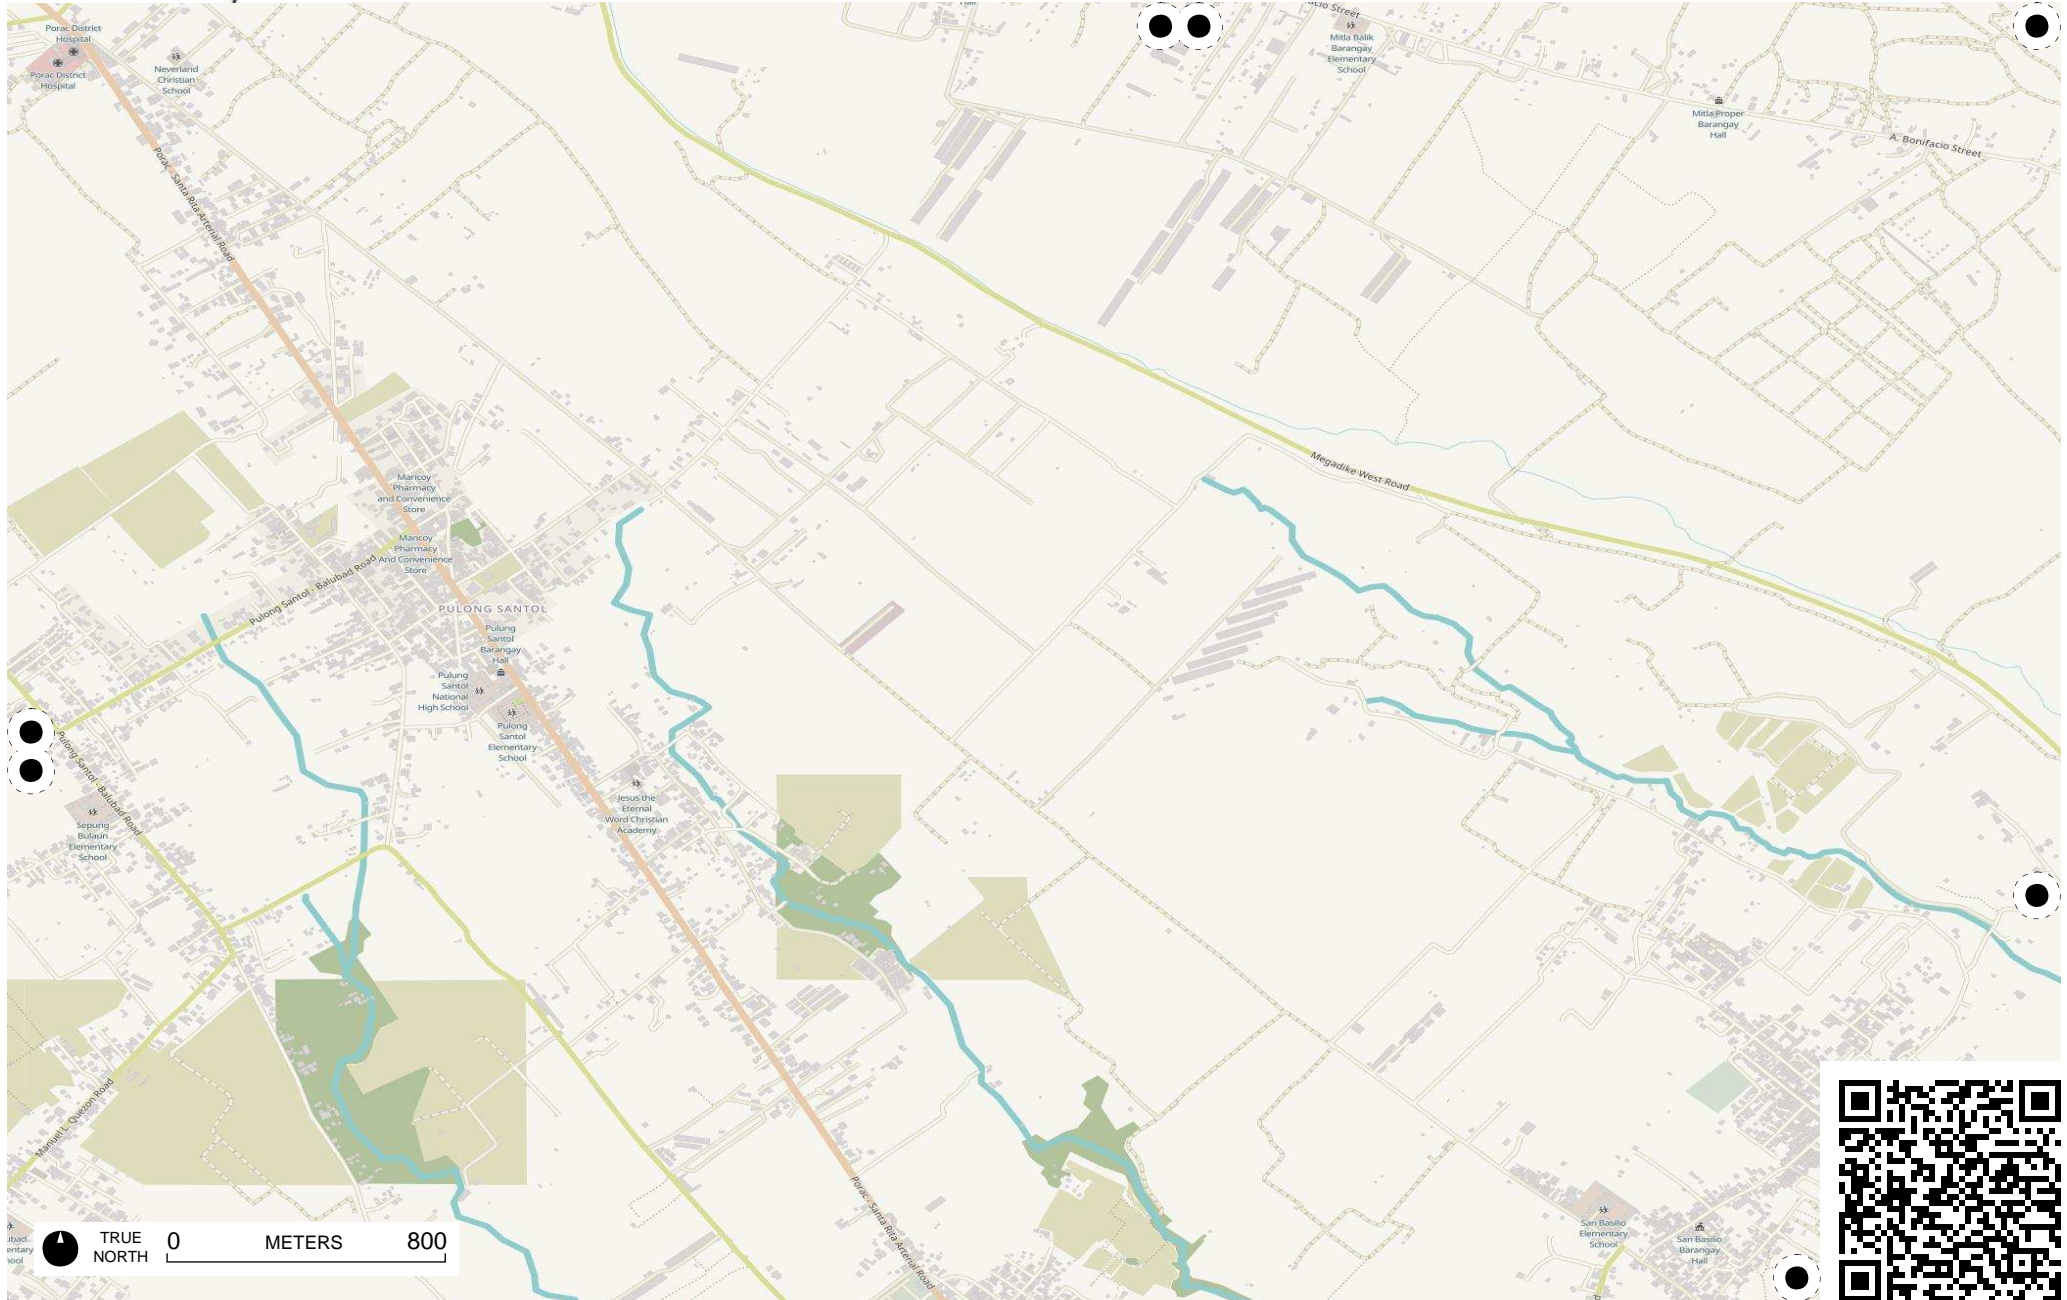 Porac District
Hospital
Porac District
Hospital
Neverland
Christian
School
Hall
Mitla Balik
Barangay
Elementary
School
Mitla Proper
Barangay
Hall
A. Bonifacio Street
Porac - Santa Rita Arterial Road
Megadike West Road
Maricoy
Pharmacy
and Convenience
Store
Maricoy
Pharmacy
And Convenience
Store
Pulong Santol - Balubad Road
PULONG SANTOL
Pulung
Santol
Barangay
Hall
Pulung
Santol
National
High School
Pulong
Santol
Elementary
School
Pulong Santol - Balubad Road
Jesus the
Eternal
Word Christian
Academy
Sepung
Bulaun
Elementary
School
Manuel L. Quezon Road
Porac - Santa Rita Arterial Road
San Basilio
Elementary
School
San Basilio
Barangay
Hall
TRUE
NORTH
0 METERS 800